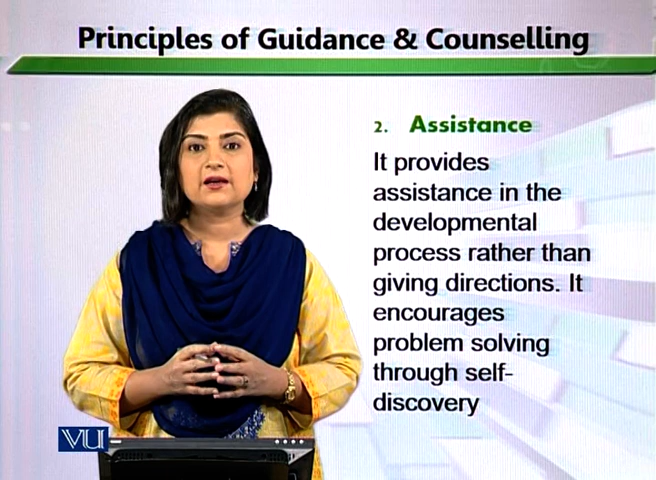 Principles of Guidance & Counselling
2. Assistance
It provides
assistance in the
developmental
process rather than
giving directions. It
encourages
problem solving
through self-
discovery
VU